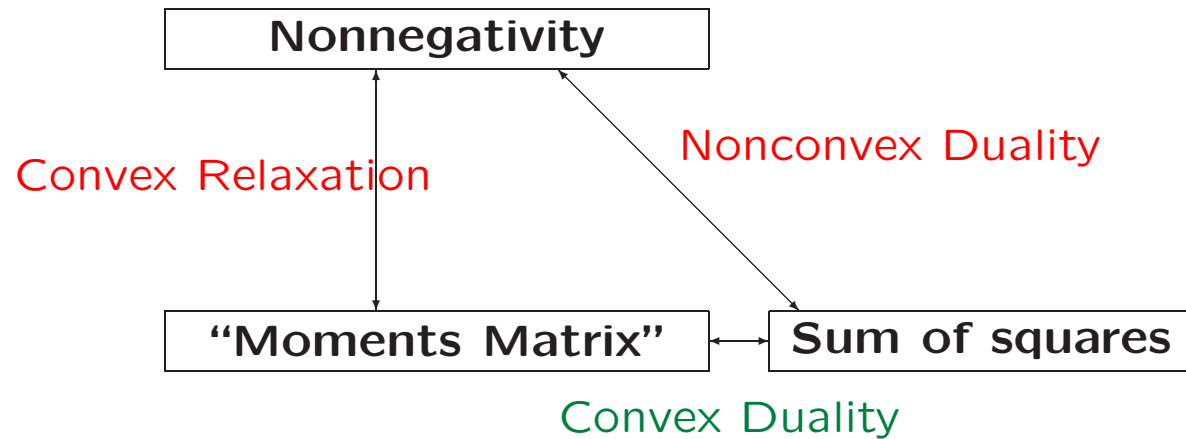 Nonnegativity
Nonconvex Duality
Convex Relaxation
“Moments Matrix”
Sum of squares
Convex Duality